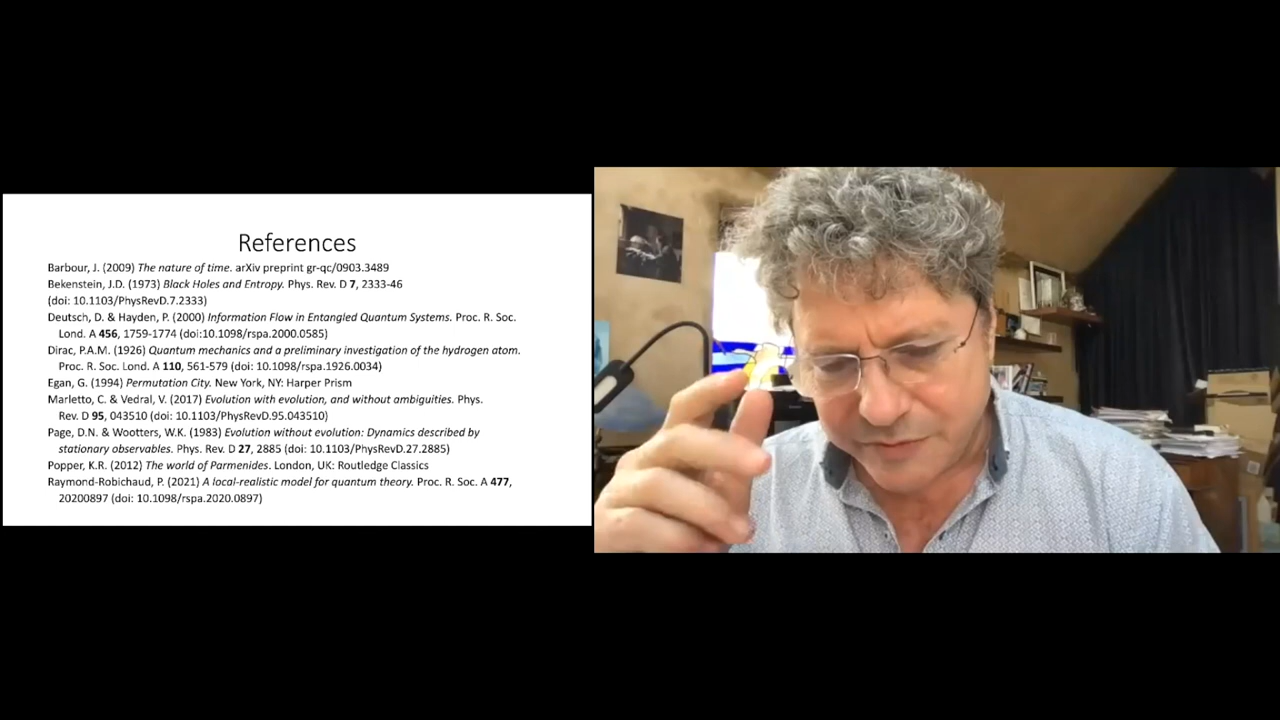 References
Barbour, J. (2009) The nature of time. arXiv preprint gr-qc/0903.3489
Bekenstein, J.D. (1973) Black Holes and Entropy. Phys. Rev. D 7, 2333-46
(doi: 10.1103/PhysRevD.7.2333)
Deutsch, D. & Hayden, P. (2000) Information Flow in Entangled Quantum Systems. Proc. R. Soc.
Lond. A 456, 1759-1774 (doi:10.1098/rspa.2000.0585)
Dirac, P.A.M. (1926) Quantum mechanics and a preliminary investigation of the hydrogen atom.
Proc. R. Soc. Lond. A 110, 561-579 (doi: 10.1098/rspa.1926.0034)
Egan, G. (1994) Permutation City. New York, NY: Harper Prism
Marletto, C. & Vedral, V. (2017) Evolution with evolution, and without ambiguities. Phys.
Rev. D 95, 043510 (doi: 10.1103/PhysRevD.95.043510)
Page, D.N. & Wootters, W.K. (1983) Evolution without evolution: Dynamics described by
stationary observables. Phys. Rev. D 27, 2885 (doi: 10.1103/PhysRevD.27.2885)
Popper, K.R. (2012) The world of Parmenides. London, UK: Routledge Classics
Raymond-Robichaud, P. (2021) A local-realistic model for quantum theory. Proc. R. Soc. A 477,
20200897 (doi: 10.1098/rspa.2020.0897)